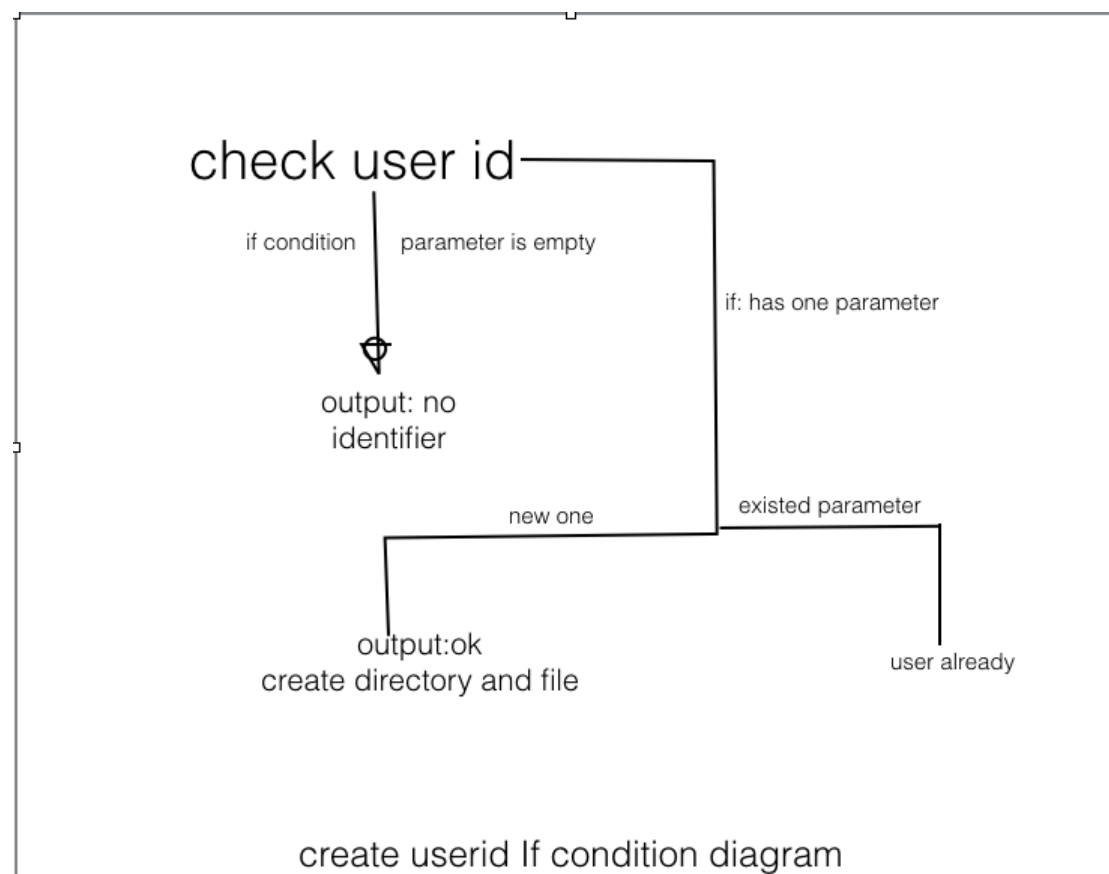 check user id
if condition
parameter is empty
if: has one parameter
output: no
identifier
new one
existed parameter
output:ok
create directory and file
user already
create userid If condition diagram